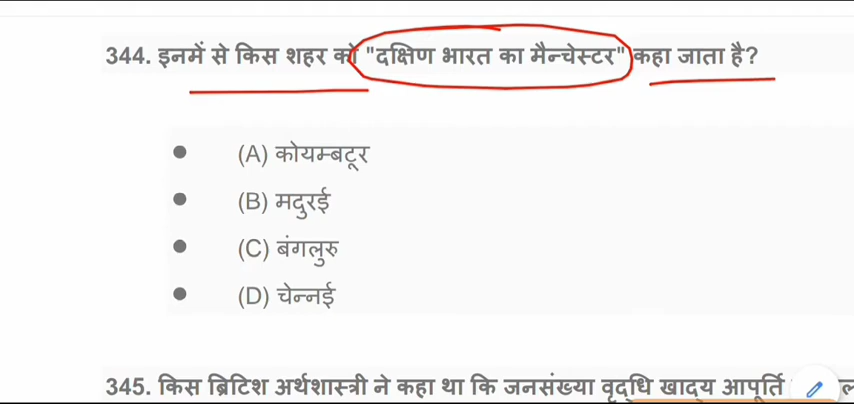 344. इनमें से किस शहर को "दक्षिण भारत का मैन्चेस्टर" कहा जाता है?
(A) कोयम्बटूर
(B) मदुरई
(C) बंगलुरु
(D) चेन्नई
345. किस ब्रिटिश अर्थशास्त्री ने कहा था कि जनसंख्या वृद्धि खाद्य आपूर्ति